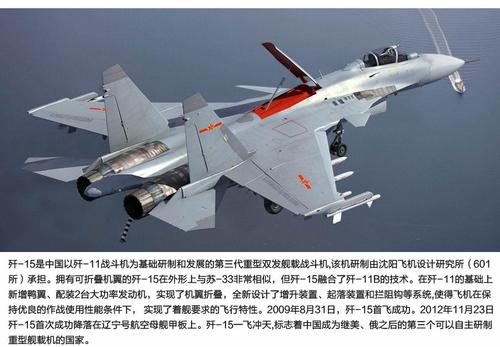 歼-15是中国以歼-11战斗机为基础研制和发展的第三代重型双发舰载战斗机,该机研制由沈阳飞机设计研究所（601
所）承担。拥有可折叠机翼的歼-15在外形上与苏-33非常相似，但歼-15融合了歼-11B的技术。在歼-11的基础上
新增鸭翼、配装2台大功率发动机，实现了机翼折叠，全新设计了增升装置、起落装置和拦阻钩等系统,使得飞机在保
持优良的作战使用性能条件下， 实现了着舰要求的飞行特性。2009年8月31日，歼-15首飞成功。2012年11月23日
歼-15首次成功降落在辽宁号航空母舰甲板上。歼-15一飞冲天,标志着中国成为继美、俄之后的第三个可以自主研制
重型舰载机的国家。